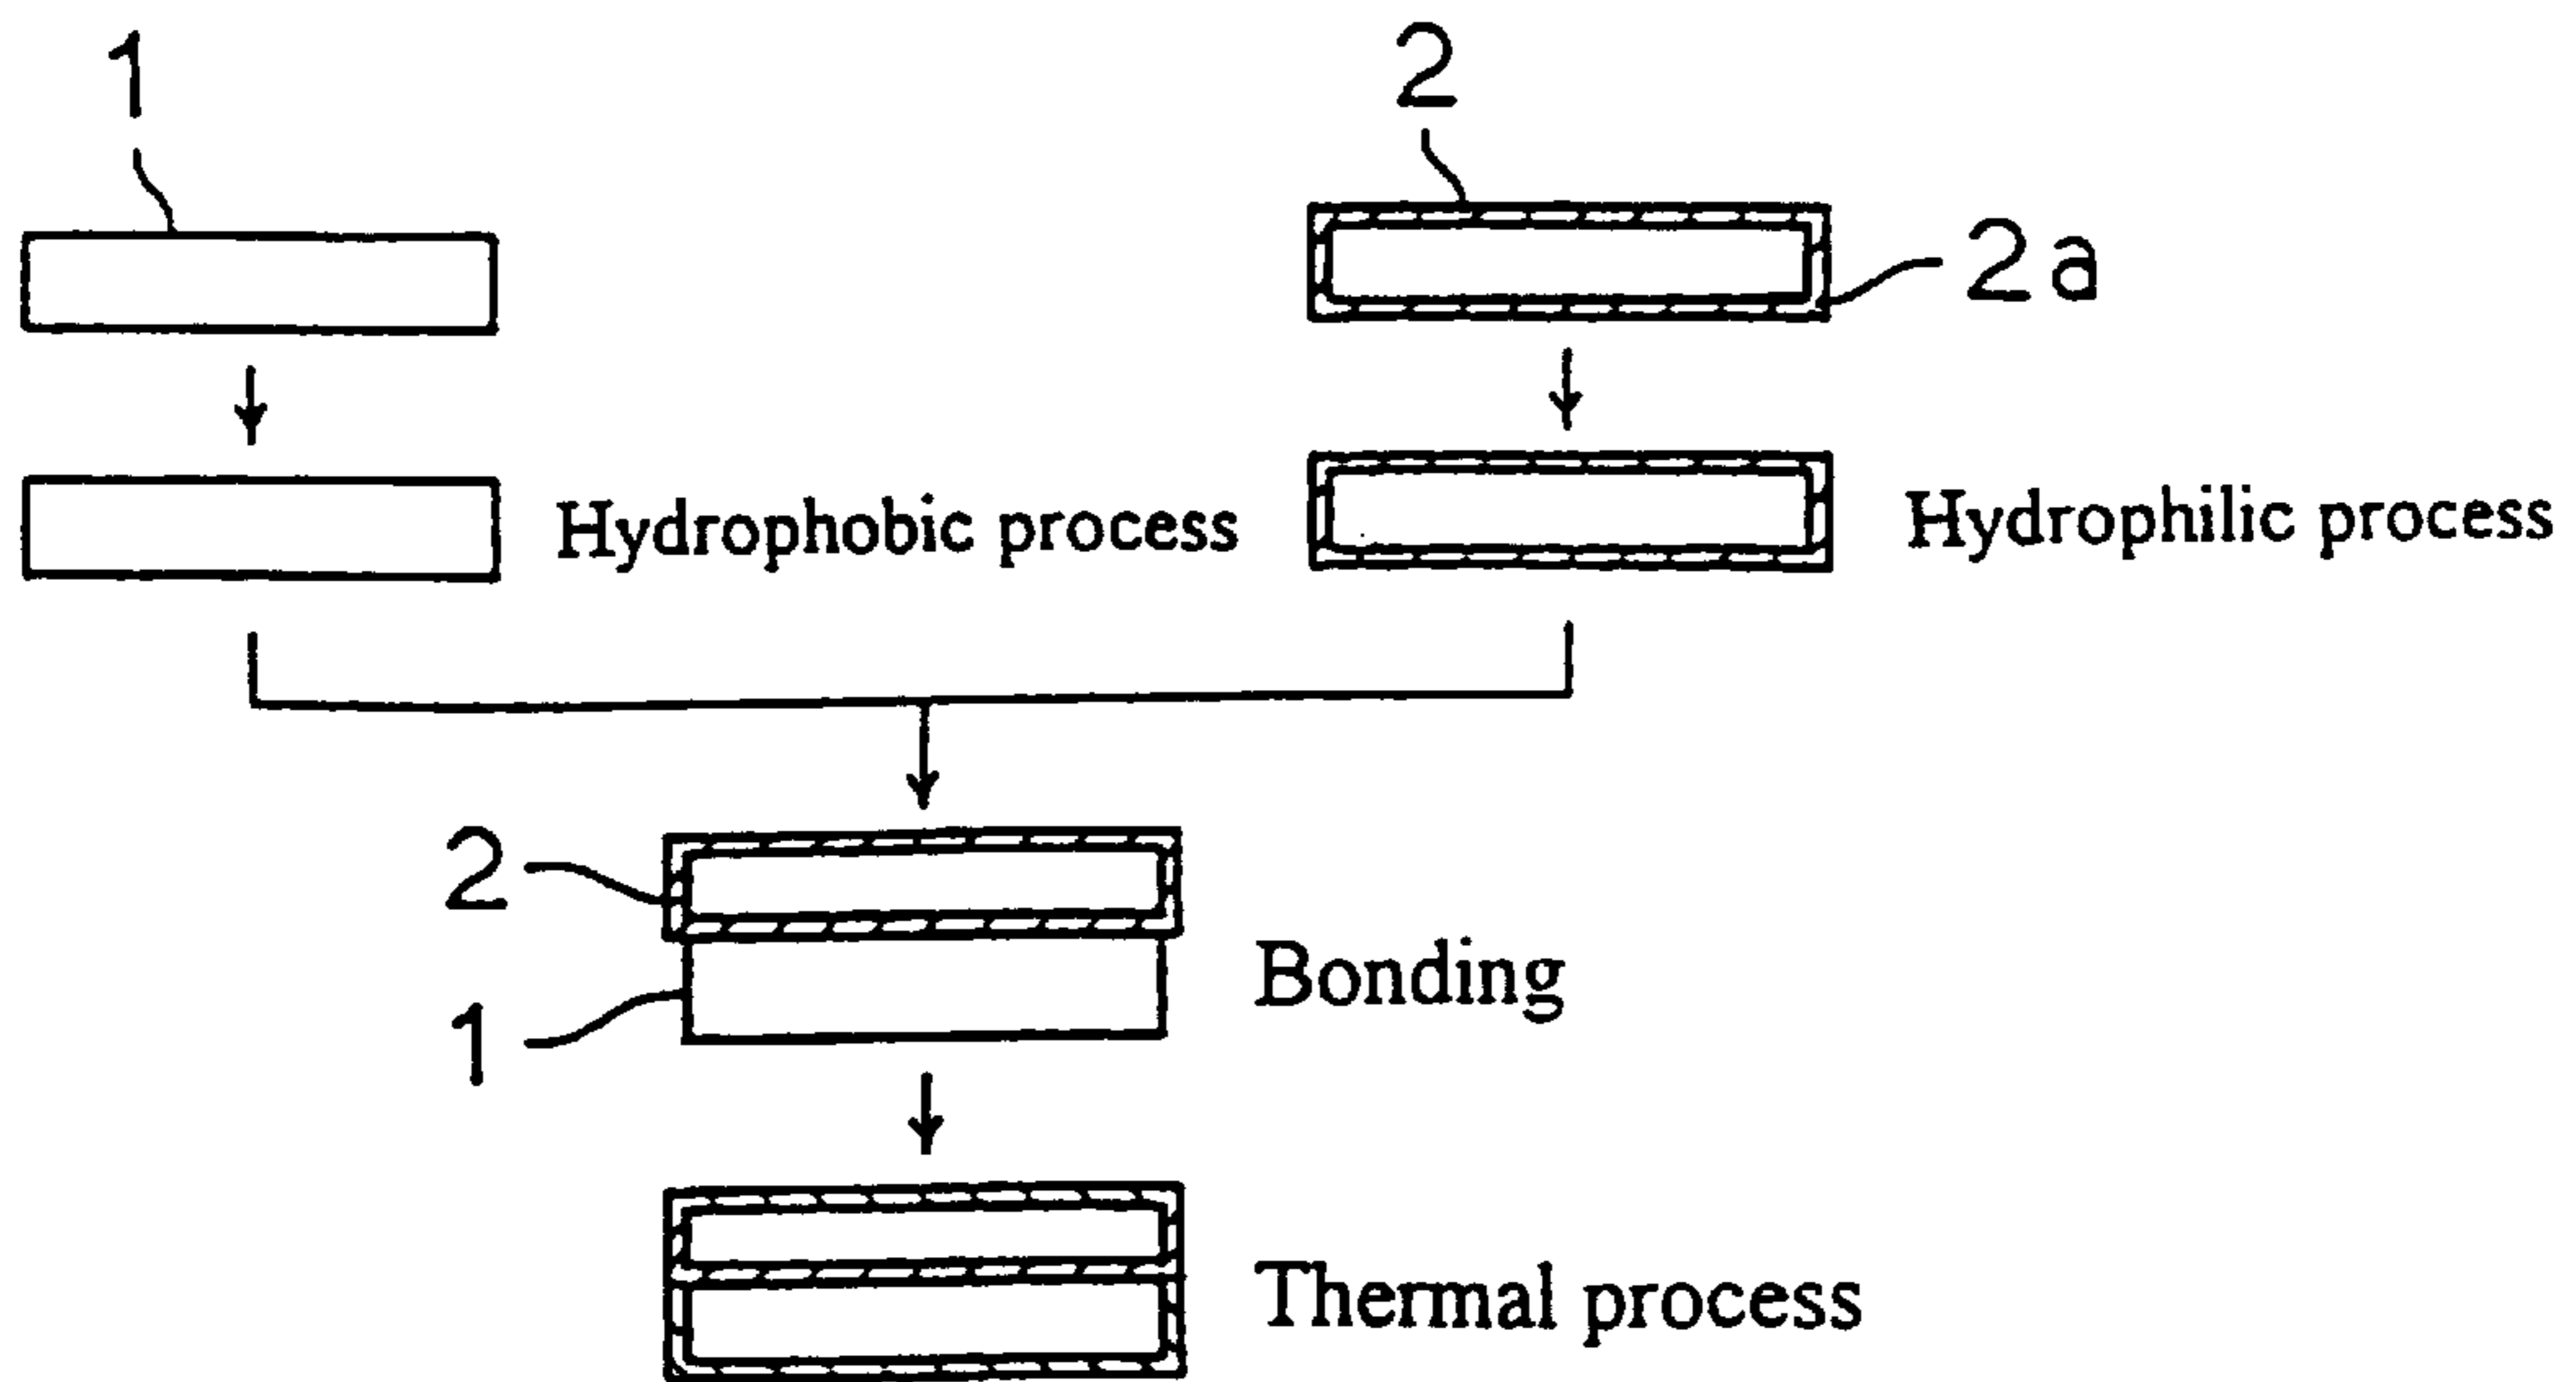 1
2
2a
Hydrophobic process
Hydrophilic process
2
Bonding
1
Thermal process